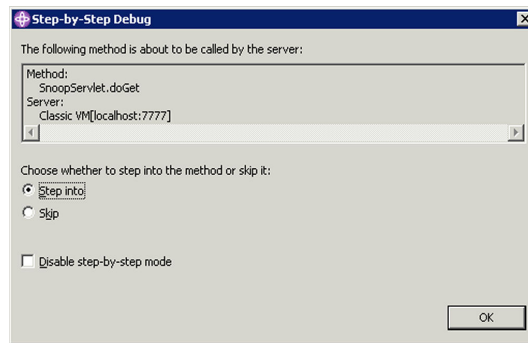 Step-by-Step Debug
The following method is about to be called by the server:
Method:
SnoopServlet.doGet
Server:
Classic VM[localhost:7777]
Choose whether to step into the method or skip it:
Step into
Skip
Disable step-by-step mode
OK